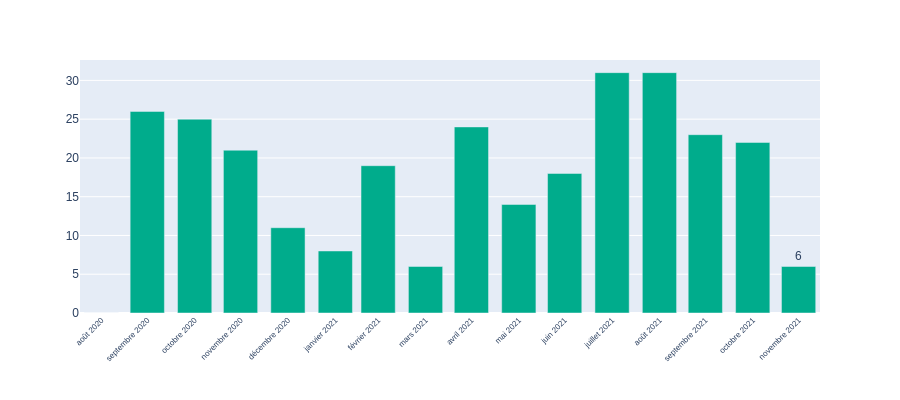 30
25
20
15
10
5
0
6
août 2020
septembre 2020
octobre 2020
novembre 2020
décembre 2020
janvier 2021
février 2021
mars 2021
avril 2021
mai 2021
juin 2021
juillet 2021
août 2021
septembre 2021
octobre 2021
novembre 2021